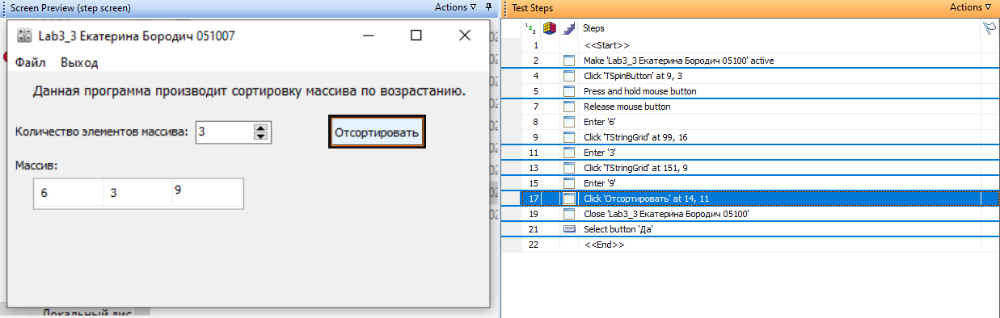 Screen Preview (step screen) Actions
Lab3_3 Екатерина Бородич 051007
Файл Выход
Данная программа производит сортировку массива по возрастанию.
Количество элементов массива: 3
Отсортировать
Массив:
6 3 9
Test Steps Actions
Steps
1 <<Start>>
2 Make 'Lab3_3 Екатерина Бородич 05100' active
4 Click 'TSpinButton' at 9, 3
5 Press and hold mouse button
7 Release mouse button
8 Enter '6'
9 Click 'TStringGrid' at 99, 16
11 Enter '3'
13 Click 'TStringGrid' at 151, 9
15 Enter '9'
17 Click 'Отсортировать' at 14, 11
19 Close 'Lab3_3 Екатерина Бородич 05100'
21 Select button 'Да'
22 <<End>>